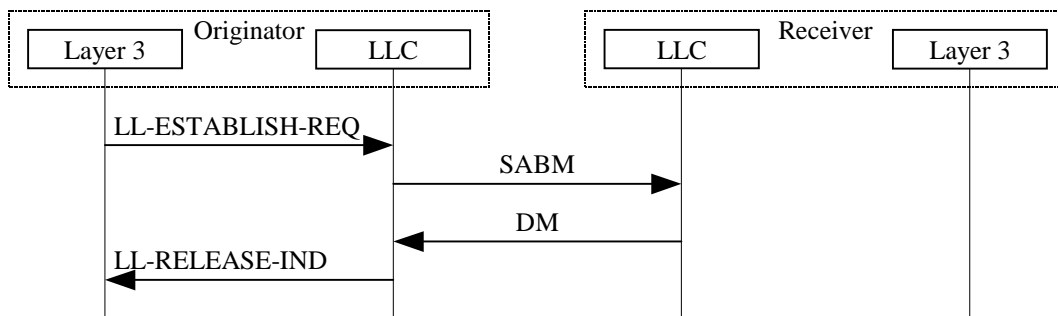 Originator
Receiver
Layer 3
LLC
LLC
Layer 3
LL-ESTABLISH-REQ
SABM
DM
LL-RELEASE-IND